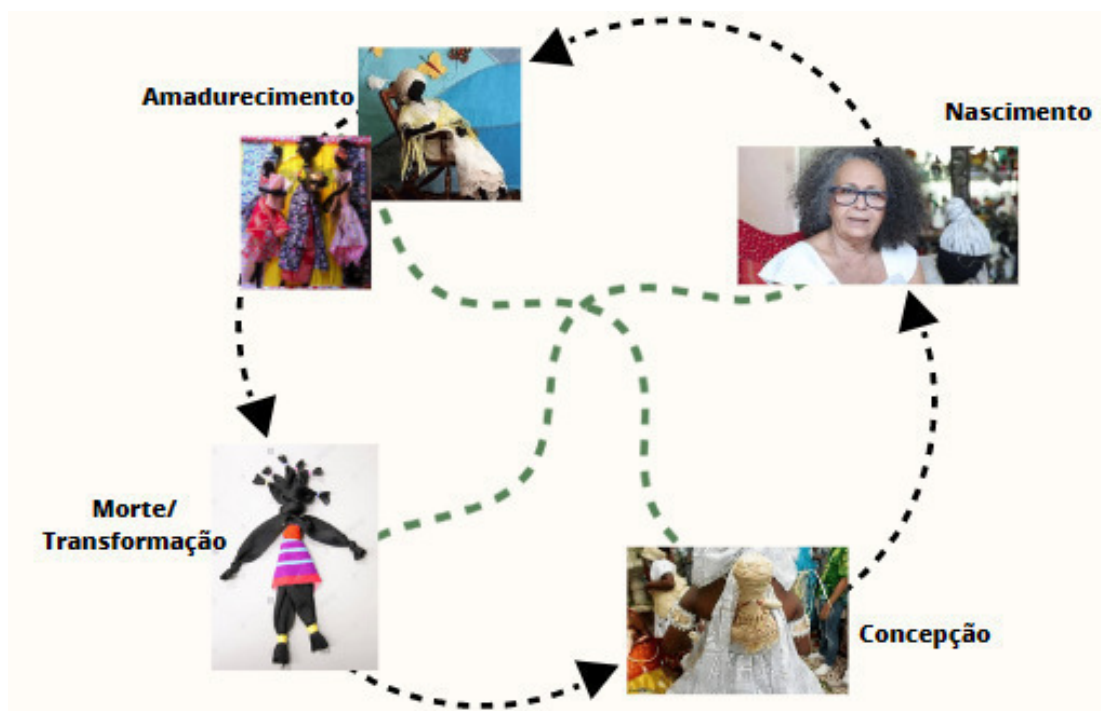 Amadurecimento
Nascimento
Morte/
Transformação
Concepção